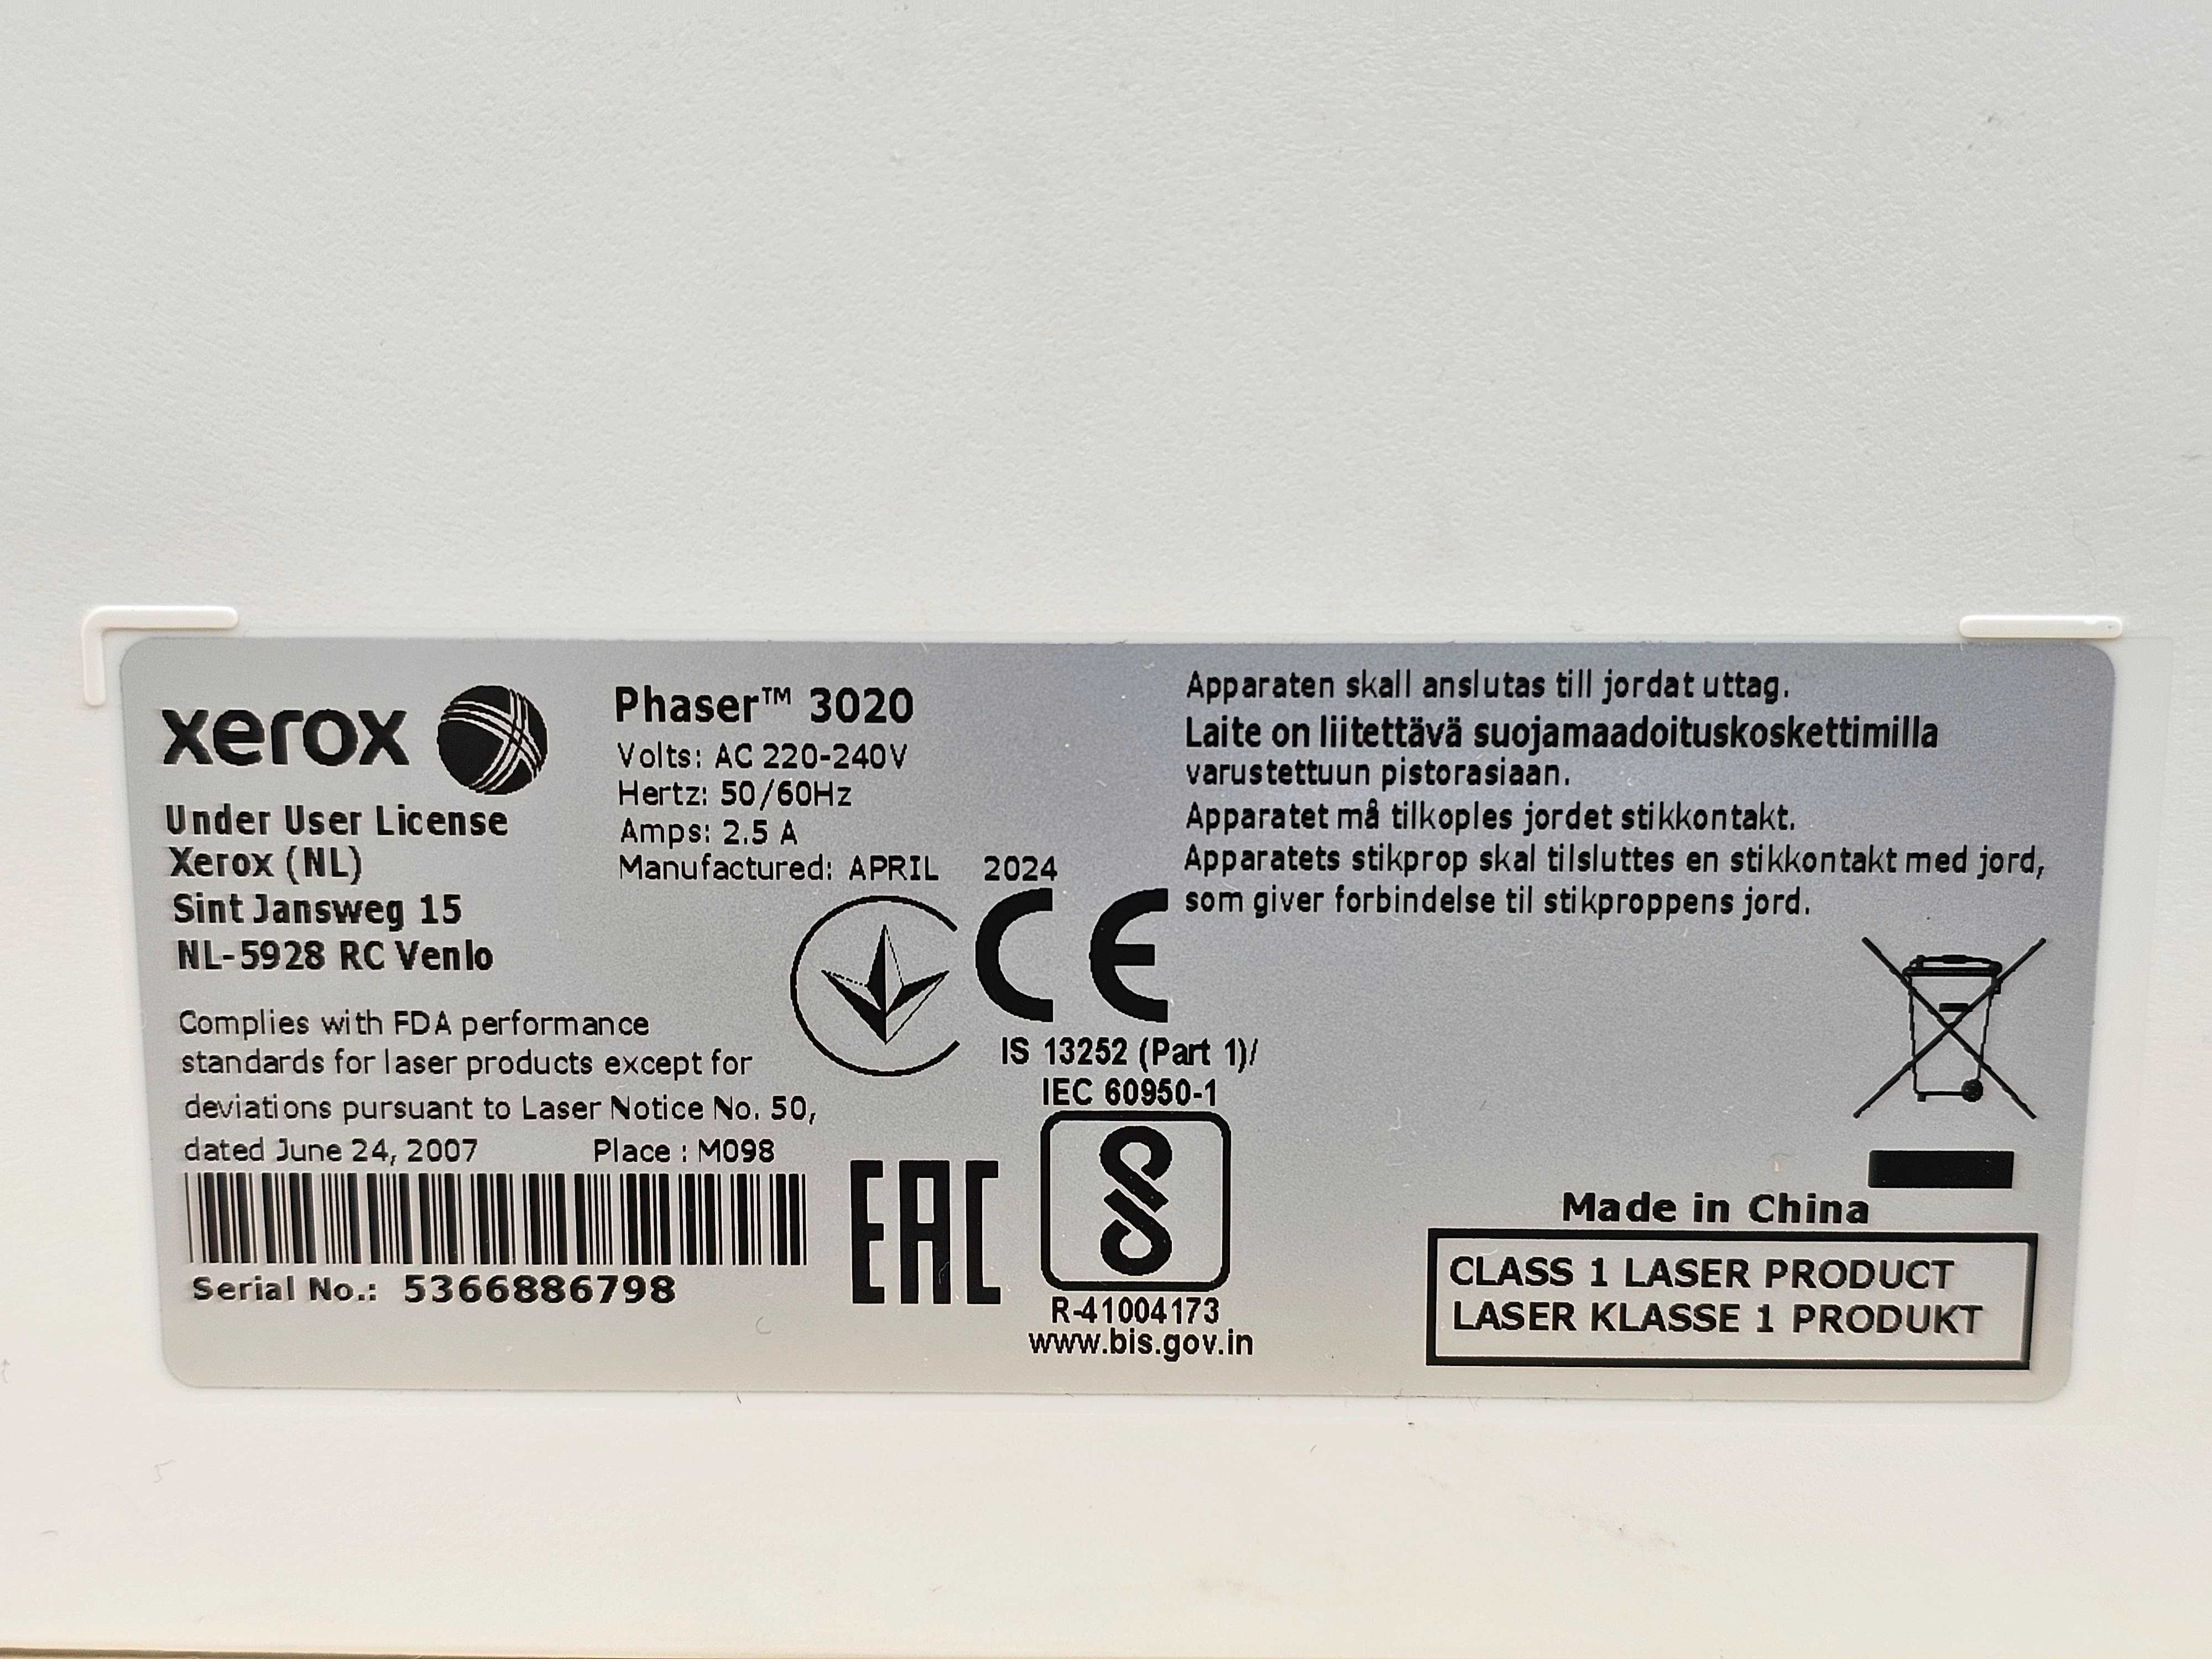 xerox
Under User License
Xerox (NL)
Sint Jansweg 15
NL-5928 RC Venlo
Complies with FDA performance
standards for laser products except for
deviations pursuant to Laser Notice No. 50,
dated June 24, 2007 Place : M098
Serial No.: 5366886798
Phaser™ 3020
Volts: AC 220-240V
Hertz: 50/60Hz
Amps: 2.5 A
Manufactured: APRIL 2024
CE
IS 13252 (Part 1)/
IEC 60950-1
EAC
R-41004173
www.bis.gov.in
Apparaten skall anslutas till jordat uttag.
Laite on liitettävä suojamaadoituskoskettimilla
varustettuun pistorasiaan.
Apparatet må tilkoples jordet stikkontakt.
Apparatets stikprop skal tilsluttes en stikkontakt med jord,
som giver forbindelse til stikproppens jord.
Made in China
CLASS 1 LASER PRODUCT
LASER KLASSE 1 PRODUKT